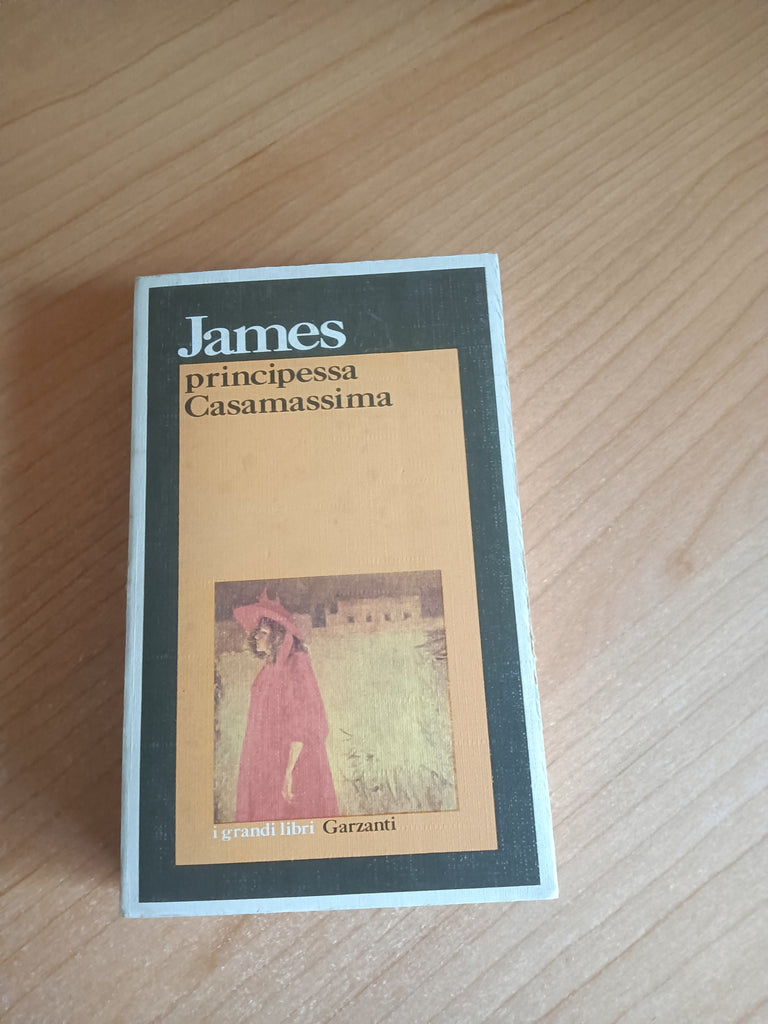 James
principessa
Casamassima
i grandi libri Garzanti